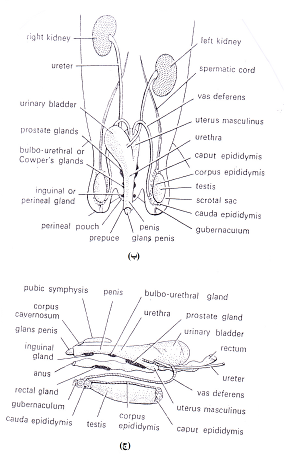 right kidney
left kidney
ureter
spermatic cord
vas deferens
urinary bladder
uterus masculinus
prostate glands
urethra
bulbo-urethral or
Cowper's glands
caput epididymis
corpus epididymis
inguinal or
perineal gland
testis
scrotal sac
cauda epididymis
perineal pouch
penis
gubernaculum
prepuce
glans penis
(ب)
pubic symphysis
penis
bulbo-urethral gland
corpus
cavernosum
urethra
prostate gland
glans penis
urinary bladder
inguinal
gland
rectum
anus
ureter
rectal gland
vas deferens
gubernaculum
uterus masculinus
cauda epididymis
testis
corpus
epididymis
caput epididymis
(ج)